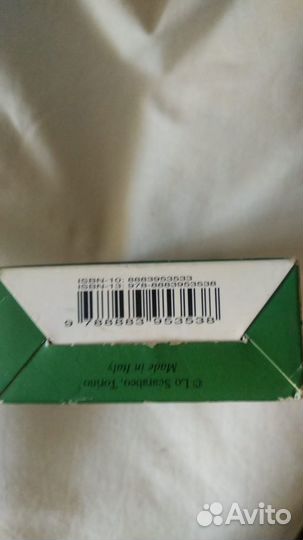 ISBN-10: 8883953533
ISBN-13: 978-8883953538
9 788883 953538
© Lo Scarabeo, Torino
Made in Italy
Avito